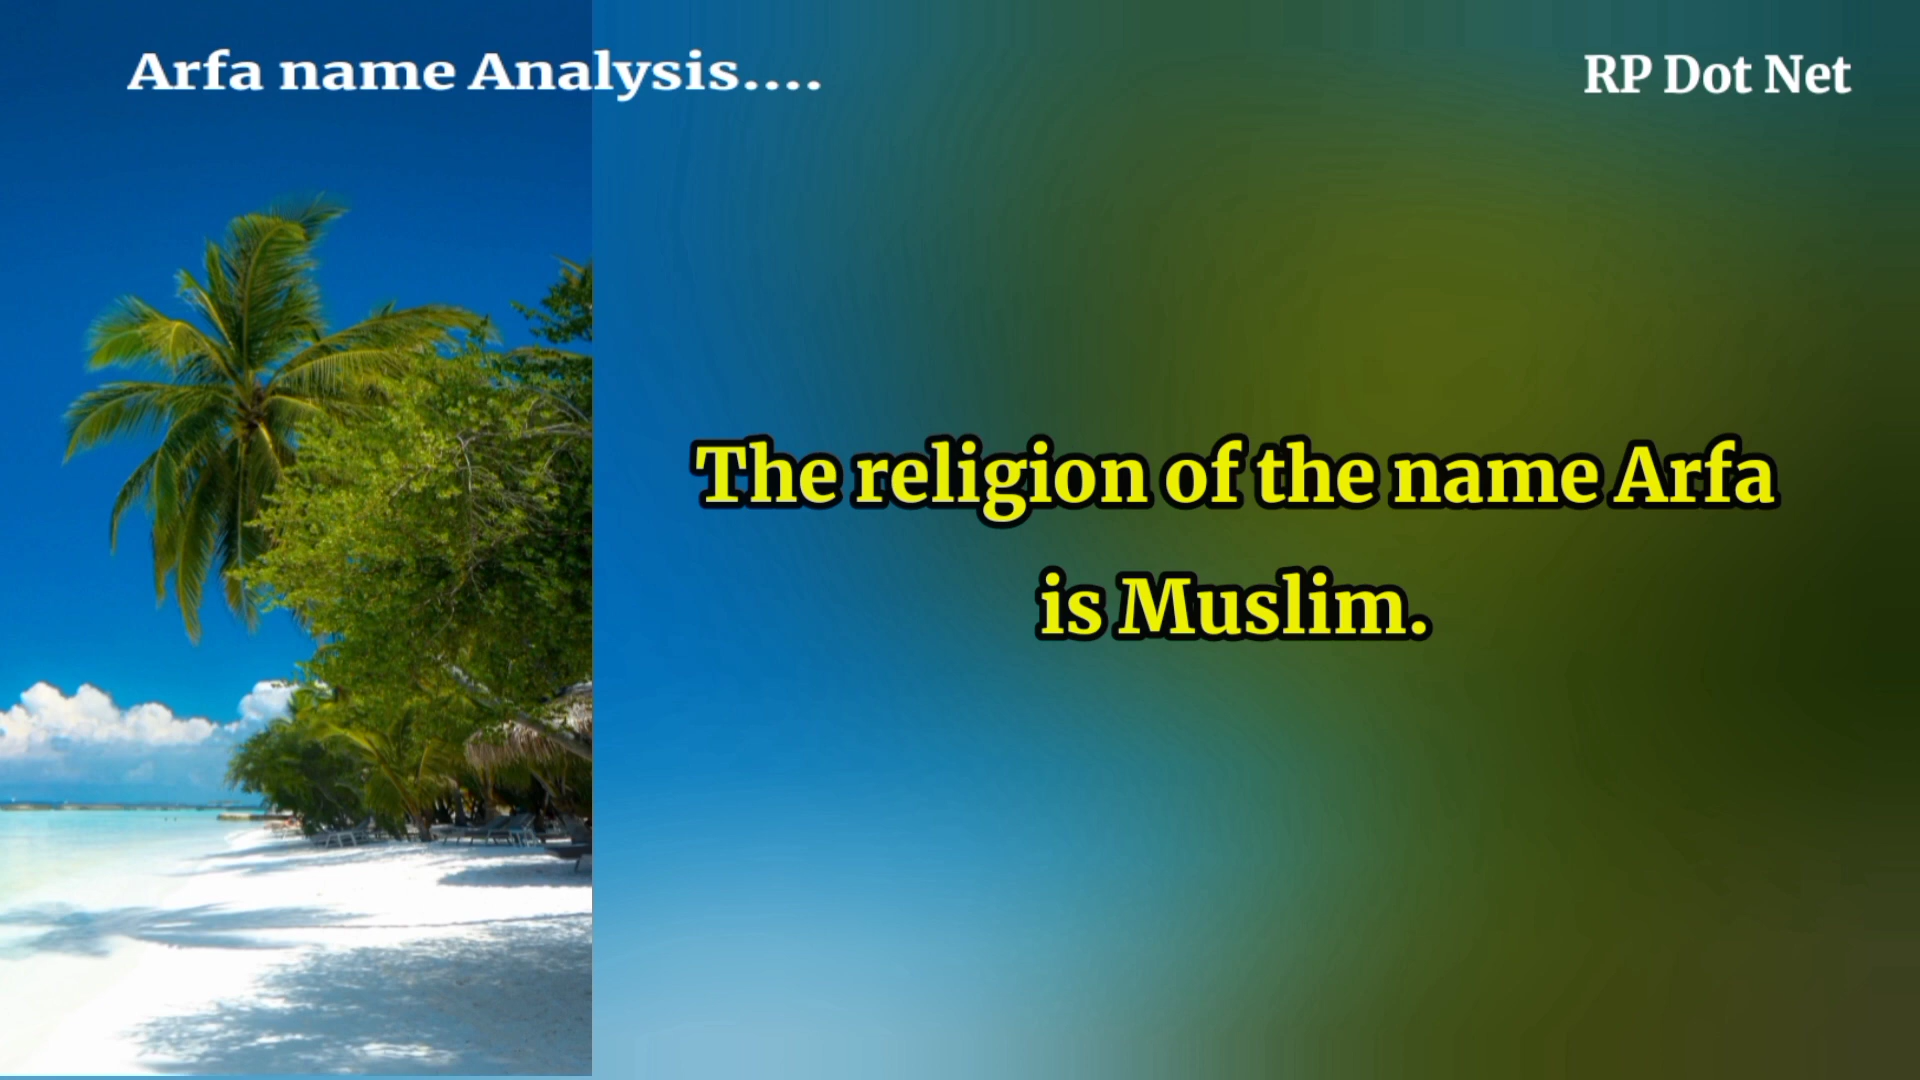 Arfa name Analysis....
RP Dot Net
The religion of the name Arfa
is Muslim.